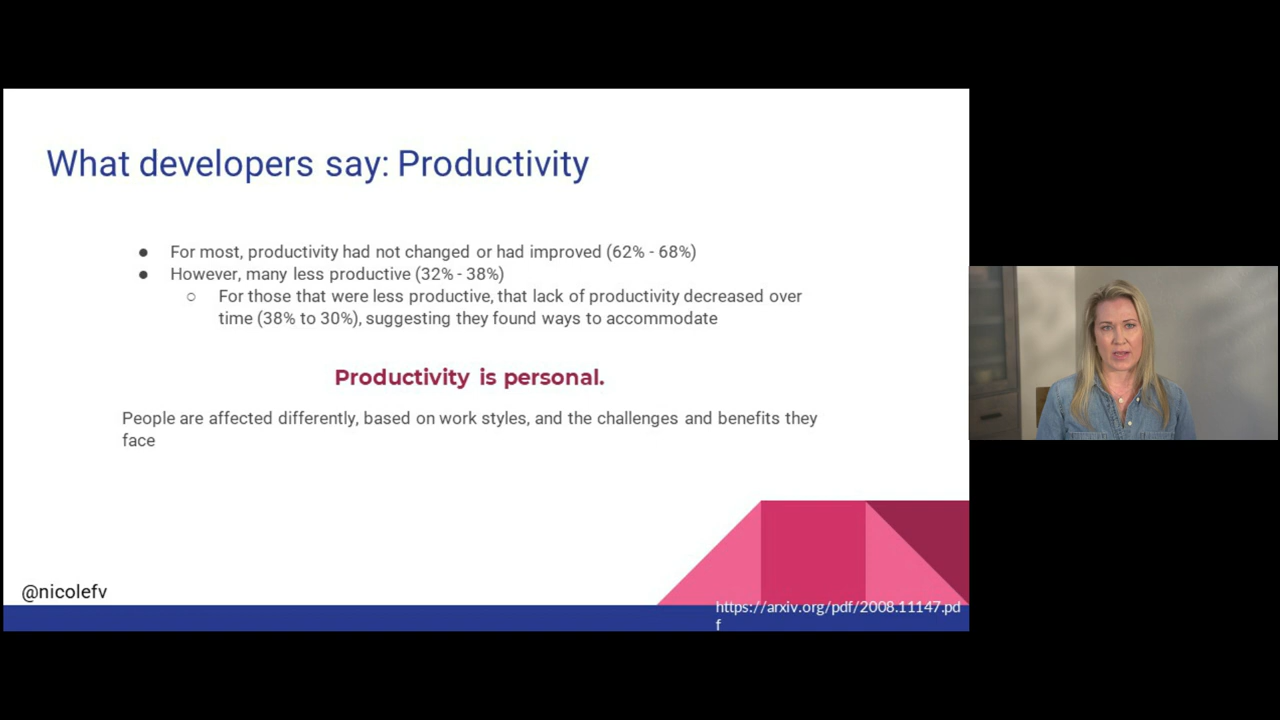 What developers say: Productivity
● For most, productivity had not changed or had improved (62% - 68%)
● However, many less productive (32% - 38%)
○ For those that were less productive, that lack of productivity decreased over
time (38% to 30%), suggesting they found ways to accommodate
Productivity is personal.
People are affected differently, based on work styles, and the challenges and benefits they
face
@nicolefv
https://arxiv.org/pdf/2008.11147.pd
f